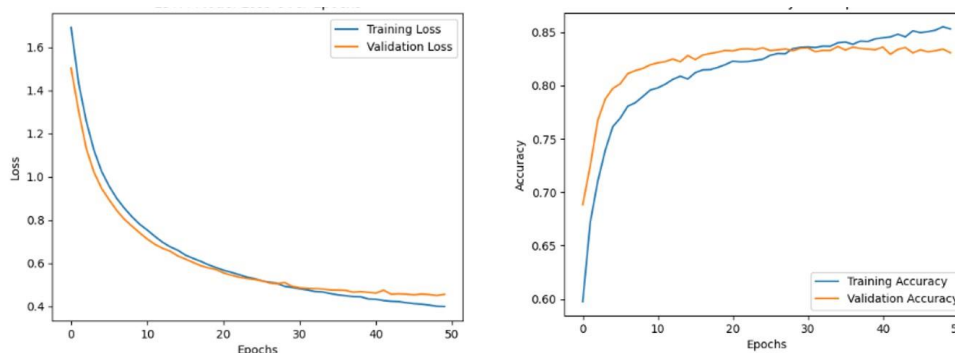 Training Loss
Validation Loss
1.6
1.4
1.2
1.0
0.8
0.6
0.4
Loss
0 10 20 30 40 50
Epochs
0.85
0.80
0.75
0.70
0.65
0.60
Accuracy
Training Accuracy
Validation Accuracy
0 10 20 30 40
Epochs